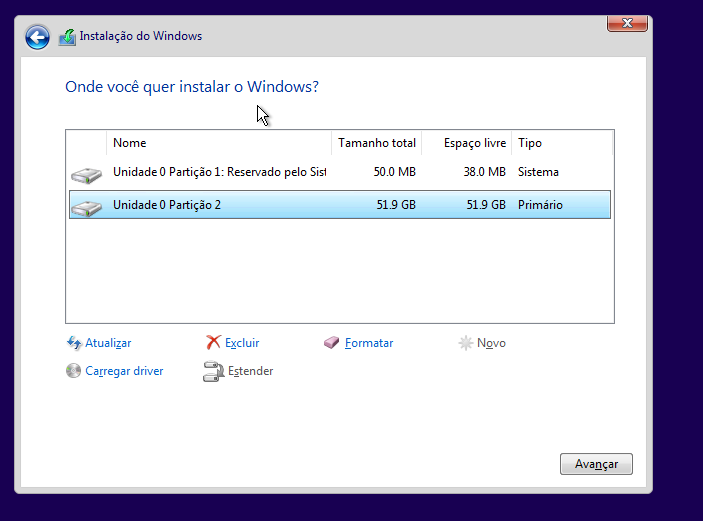 Instalação do Windows
Onde você quer instalar o Windows?
Nome Tamanho total Espaço livre Tipo
Unidade 0 Partição 1: Reservado pelo Sist 50.0 MB 38.0 MB Sistema
Unidade 0 Partição 2 51.9 GB 51.9 GB Primário
Atualizar Excluir Formatar Novo
Carregar driver Estender
Avançar